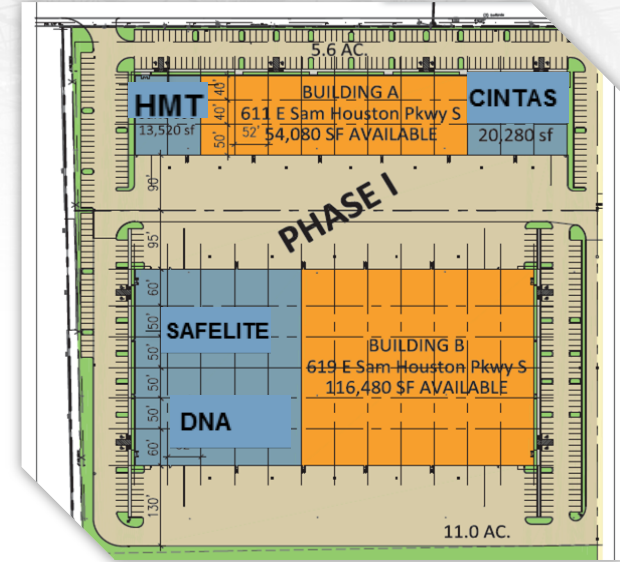 5.6 AC.
HMT
13,520 sf
40'
40'
50'
52'
BUILDING A
611 E Sam Houston Pkwy S
54,080 SF AVAILABLE
CINTAS
20,280 sf
90'
PHASE I
95'
60'
50'
50'
50'
50'
60'
SAFELITE
DNA
BUILDING B
619 E Sam Houston Pkwy S
116,480 SF AVAILABLE
130'
11.0 AC.